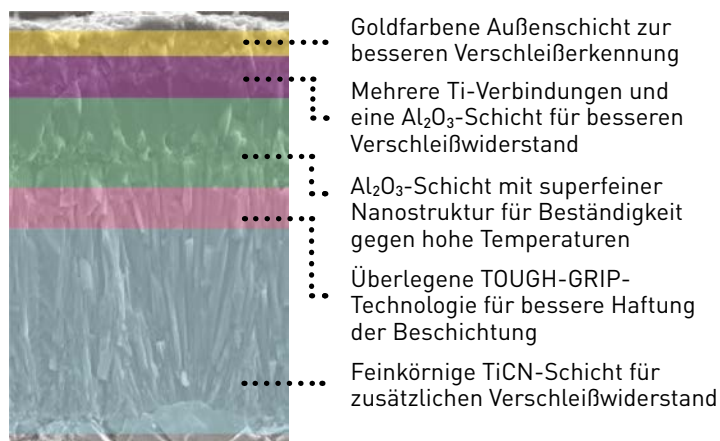 Goldfarbene Außenschicht zur
besseren Verschleißerkennung
Mehrere Ti-Verbindungen und
eine Al₂O₃-Schicht für besseren
Verschleißwiderstand
Al₂O₃-Schicht mit superfeiner
Nanostruktur für Beständigkeit
gegen hohe Temperaturen
Überlegene TOUGH-GRIP-
Technologie für bessere Haftung
der Beschichtung
Feinkörnige TiCN-Schicht für
zusätzlichen Verschleißwiderstand